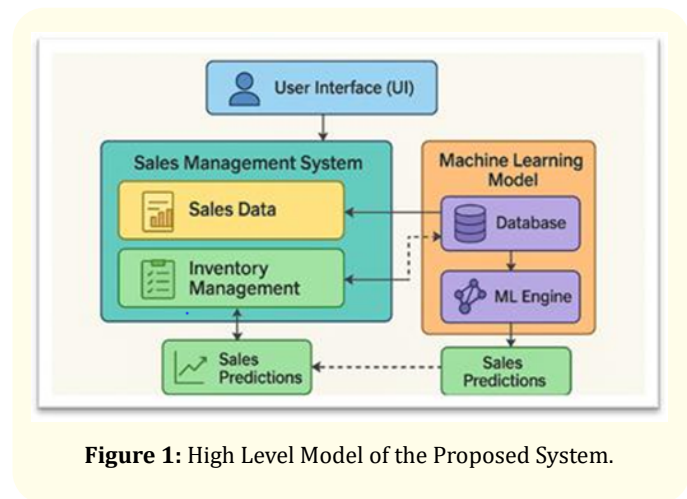 User Interface (UI)
Sales Management System
Sales Data
Inventory
Management
Sales
Predictions
Machine Learning
Model
Database
ML Engine
Sales
Predictions
Figure 1: High Level Model of the Proposed System.